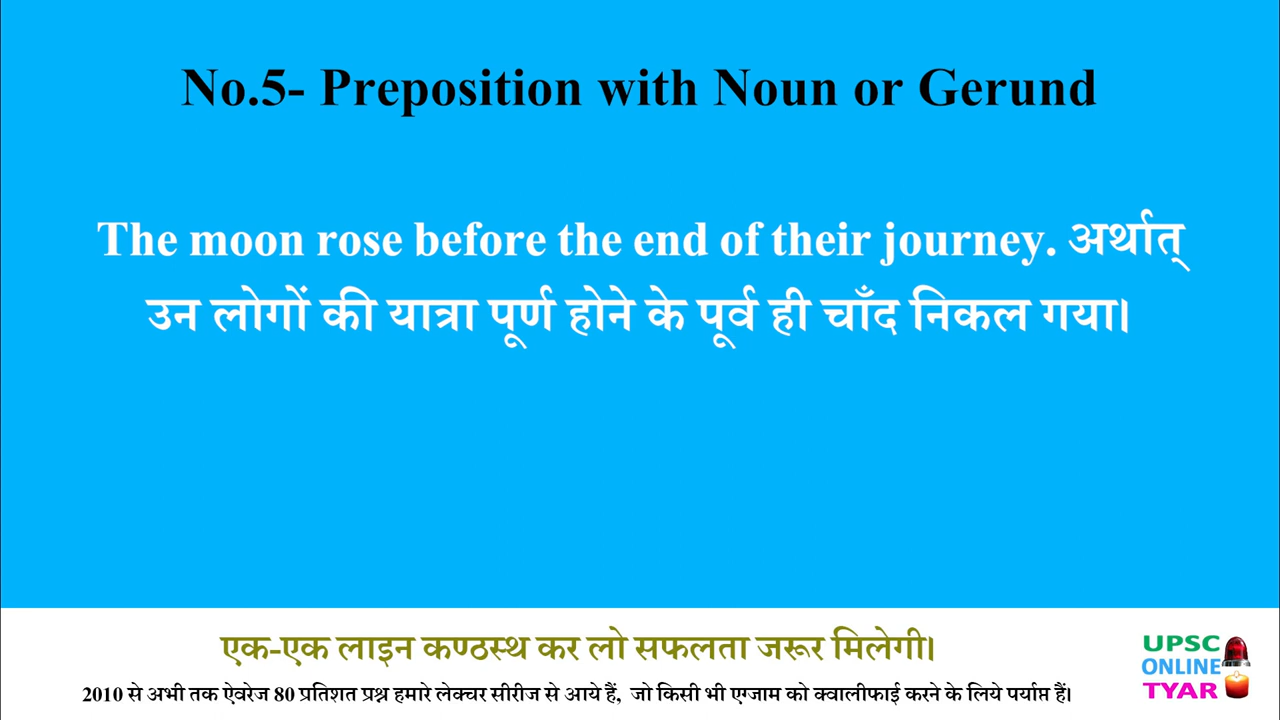 No.5- Preposition with Noun or Gerund
The moon rose before the end of their journey. अर्थात्
उन लोगों की यात्रा पूर्ण होने के पूर्व ही चाँद निकल गया।
एक-एक लाइन कण्ठस्थ कर लो सफलता जरूर मिलेगी।
2010 से अभी तक ऐवरेज 80 प्रतिशत प्रश्न हमारे लेक्चर सीरीज से आये हैं, जो किसी भी एग्जाम को क्वालीफाई करने के लिये पर्याप्त हैं।
UPSC
ONLINE
TYAR